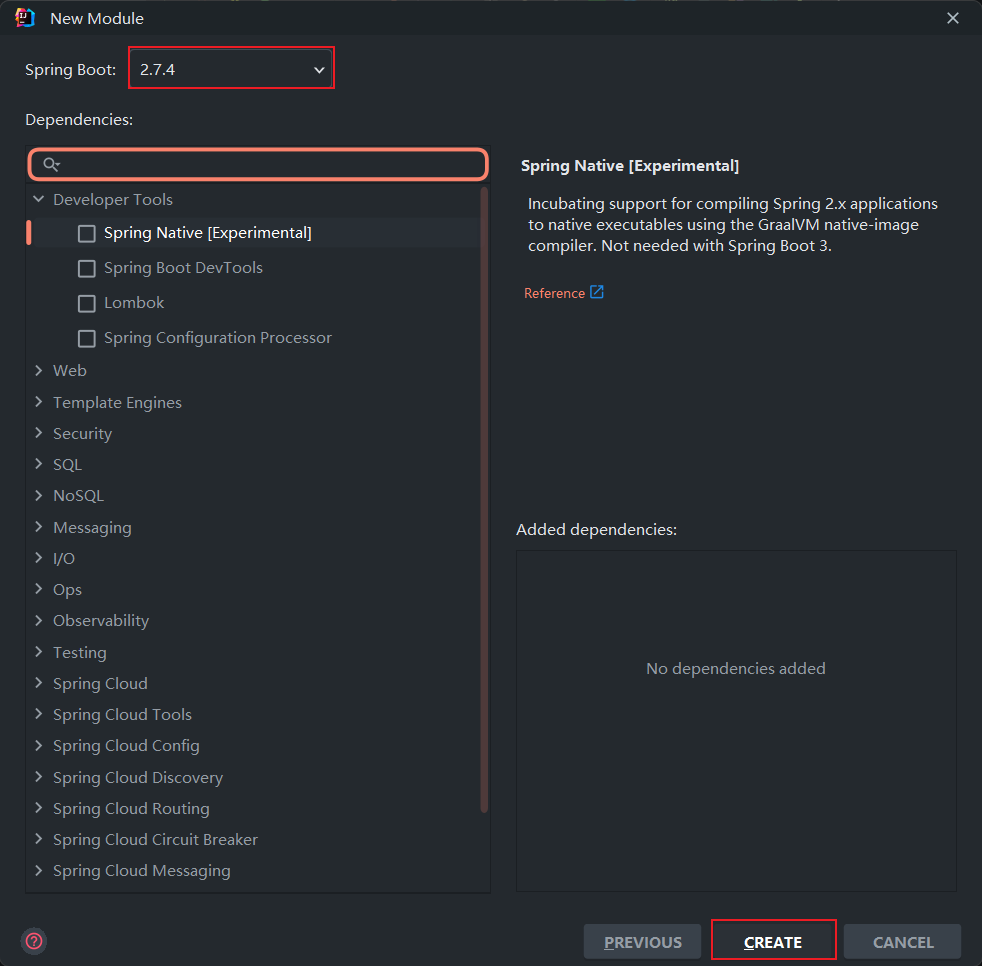 New Module
Spring Boot:
2.7.4
Dependencies:
Developer Tools
Spring Native [Experimental]
Spring Boot DevTools
Lombok
Spring Configuration Processor
Web
Template Engines
Security
SQL
NoSQL
Messaging
I/O
Ops
Observability
Testing
Spring Cloud
Spring Cloud Tools
Spring Cloud Config
Spring Cloud Discovery
Spring Cloud Routing
Spring Cloud Circuit Breaker
Spring Cloud Messaging
Spring Native [Experimental]
Incubating support for compiling Spring 2.x applications
to native executables using the GraalVM native-image
compiler. Not needed with Spring Boot 3.
Reference
Added dependencies:
No dependencies added
PREVIOUS
CREATE
CANCEL